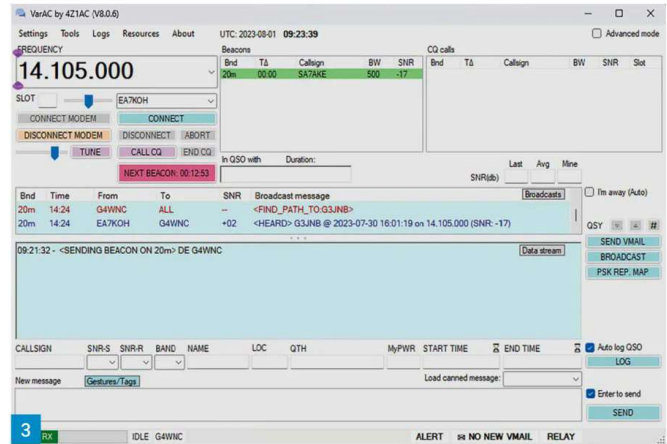 VarAC by 4Z1AC (V8.0.6)
Settings Tools Logs Resources About UTC: 2023-08-01 09:23:39 Advanced mode
FREQUENCY Beacons CQ calls
Bnd TΔ Callsign BW SNR Bnd TΔ Callsign BW SNR Slot
14.105.000 20m 00:00 SA7AKE 500 -17
SLOT EA7KOH
CONNECT MODEM CONNECT
DISCONNECT MODEM DISCONNECT ABORT
TUNE CALL CQ END CQ
In QSO with Duration: Last Avg Mine
NEXT BEACON: 00:12:53 SNR(db)
Bnd Time From To SNR Broadcast message Broadcasts I'm away (Auto)
20m 14:24 G4WNC ALL -- <FIND_PATH_TO:G3JNB>
20m 14:24 EA7KOH G4WNC +02 <HEARD> G3JNB @ 2023-07-30 16:01:19 on 14.105.000 (SNR: -17) QSY #
SEND VMAIL
09:21:32 - <SENDING BEACON ON 20m> DE G4WNC Data stream BROADCAST
PSK REP. MAP
CALLSIGN SNR-S SNR-R BAND NAME LOC QTH MyPWR START TIME END TIME Auto log QSO
LOG
New message Gestures/Tags Load canned message:
Enter to send
SEND
3 RX IDLE G4WNC ALERT NO NEW VMAIL RELAY